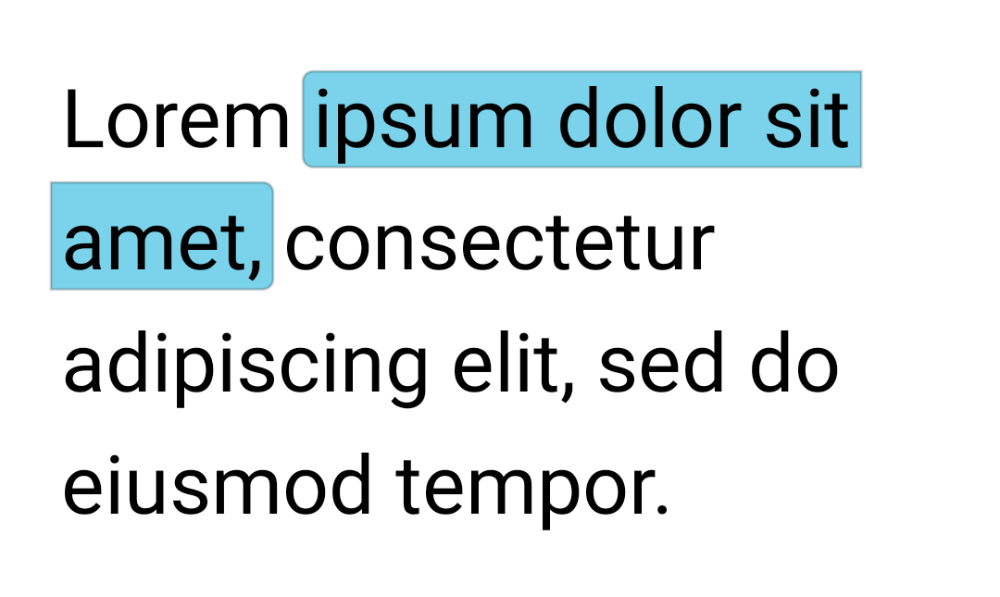 Lorem ipsum dolor sit
amet, consectetur
adipiscing elit, sed do
eiusmod tempor.